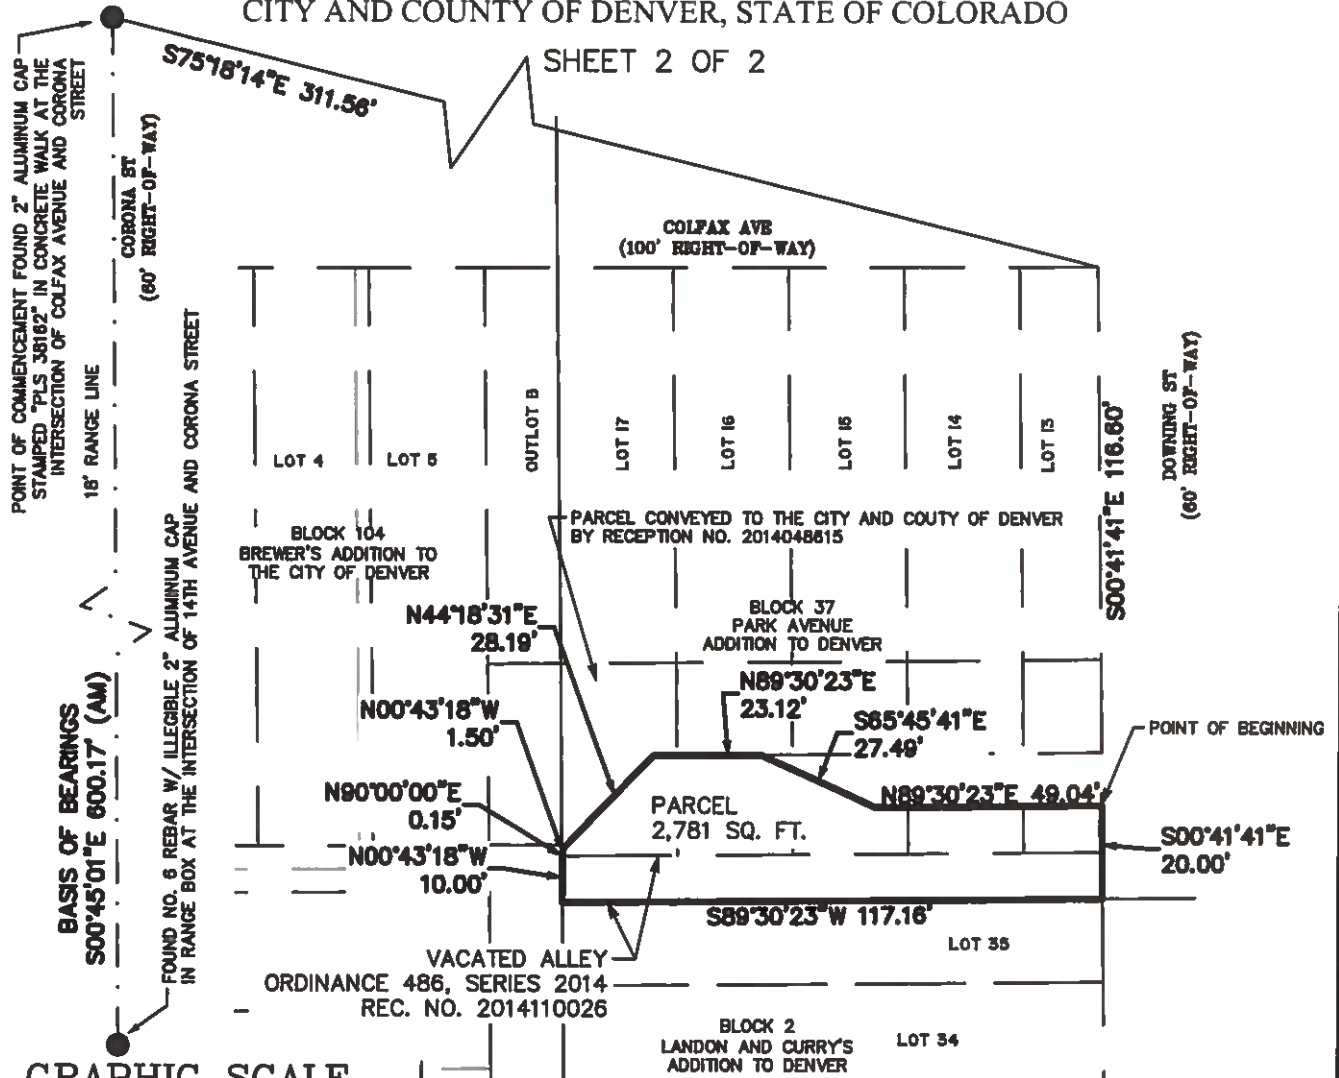 CITY AND COUNTY OF DENVER, STATE OF COLORADO
SHEET 2 OF 2
S75°18'14"E 311.56'
POINT OF COMMENCEMENT FOUND 2" ALUMINUM CAP
STAMPED "PLS 38162" IN CONCRETE WALK AT THE
INTERSECTION OF COLFAX AVENUE AND CORONA
STREET
CORONA ST
(60' RIGHT-OF-WAY)
18' RANGE LINE
COLFAX AVE
(100' RIGHT-OF-WAY)
DOWNING ST
(60' RIGHT-OF-WAY)
S00°41'41"E 116.60'
LOT 4
LOT 5
OUTLOT B
LOT 17
LOT 16
LOT 15
LOT 14
LOT 13
PARCEL CONVEYED TO THE CITY AND COUTY OF DENVER
BY RECEPTION NO. 2014048615
BLOCK 104
BREWER'S ADDITION TO
THE CITY OF DENVER
BLOCK 37
PARK AVENUE
ADDITION TO DENVER
N44°18'31"E
28.19'
N89°30'23"E
23.12'
N00°43'18"W
1.50'
S65°45'41"E
27.49'
POINT OF BEGINNING
N90°00'00"E
0.15'
N89°30'23"E 49.04'
PARCEL
2,781 SQ. FT.
N00°43'18"W
10.00'
S00°41'41"E
20.00'
S89°30'23"W 117.16'
LOT 35
VACATED ALLEY
ORDINANCE 486, SERIES 2014
REC. NO. 2014110026
BLOCK 2
LANDON AND CURRY'S
ADDITION TO DENVER
LOT 34
BASIS OF BEARINGS
S00°45'01"E 600.17' (AM)
FOUND NO. 6 REBAR W/ ILLEGIBLE 2" ALUMINUM CAP
IN RANGE BOX AT THE INTERSECTION OF 14TH AVENUE AND CORONA STREET
GRAPHIC SCALE